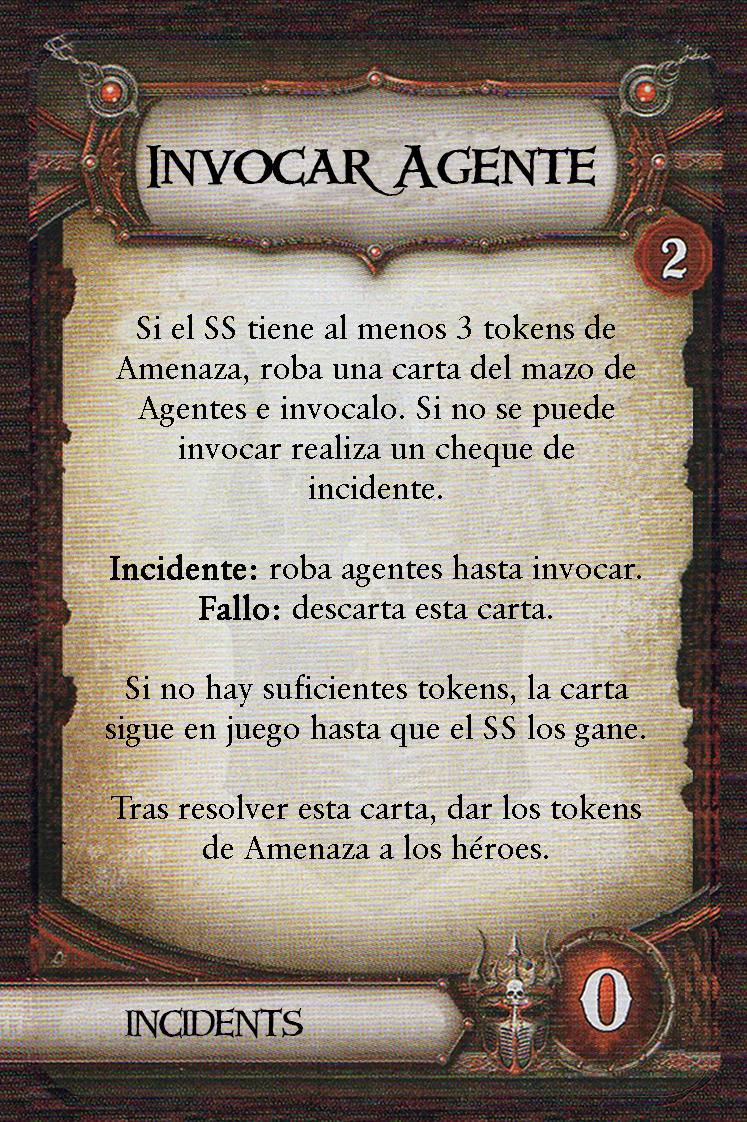 Invocar Agente
2
Si el SS tiene al menos 3 tokens de
Amenaza, roba una carta del mazo de
Agentes e invocalo. Si no se puede
invocar realiza un cheque de
incidente.
Incidente: roba agentes hasta invocar.
Fallo: descarta esta carta.
Si no hay suficientes tokens, la carta
sigue en juego hasta que el SS los gane.
Tras resolver esta carta, dar los tokens
de Amenaza a los héroes.
INCIDENTS
0